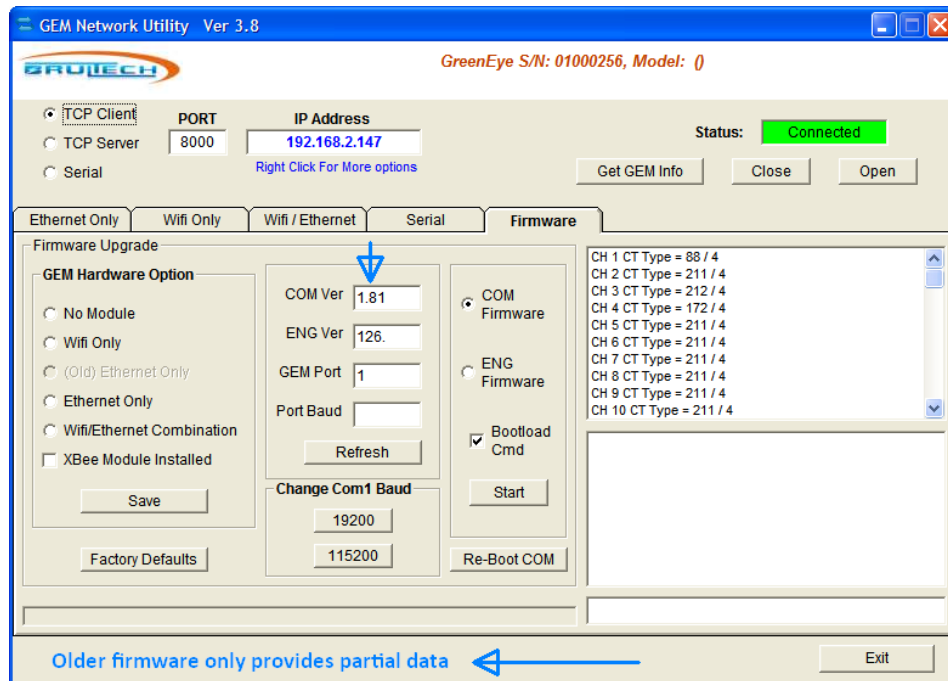 GEM Network Utility Ver 3.8
BRULTECH
GreenEye S/N: 01000256, Model: ()
TCP Client
TCP Server
Serial
PORT
8000
IP Address
192.168.2.147
Right Click For More options
Status: Connected
Get GEM Info
Close
Open
Ethernet Only
Wifi Only
Wifi / Ethernet
Serial
Firmware
Firmware Upgrade
GEM Hardware Option
No Module
Wifi Only
(Old) Ethernet Only
Ethernet Only
Wifi/Ethernet Combination
XBee Module Installed
Save
Factory Defaults
COM Ver 1.81
ENG Ver 126.
GEM Port 1
Port Baud
Refresh
Change Com1 Baud
19200
115200
COM
Firmware
ENG
Firmware
Bootload
Cmd
Start
Re-Boot COM
CH 1 CT Type = 88 / 4
CH 2 CT Type = 211 / 4
CH 3 CT Type = 212 / 4
CH 4 CT Type = 172 / 4
CH 5 CT Type = 211 / 4
CH 6 CT Type = 211 / 4
CH 7 CT Type = 211 / 4
CH 8 CT Type = 211 / 4
CH 9 CT Type = 211 / 4
CH 10 CT Type = 211 / 4
Older firmware only provides partial data
Exit